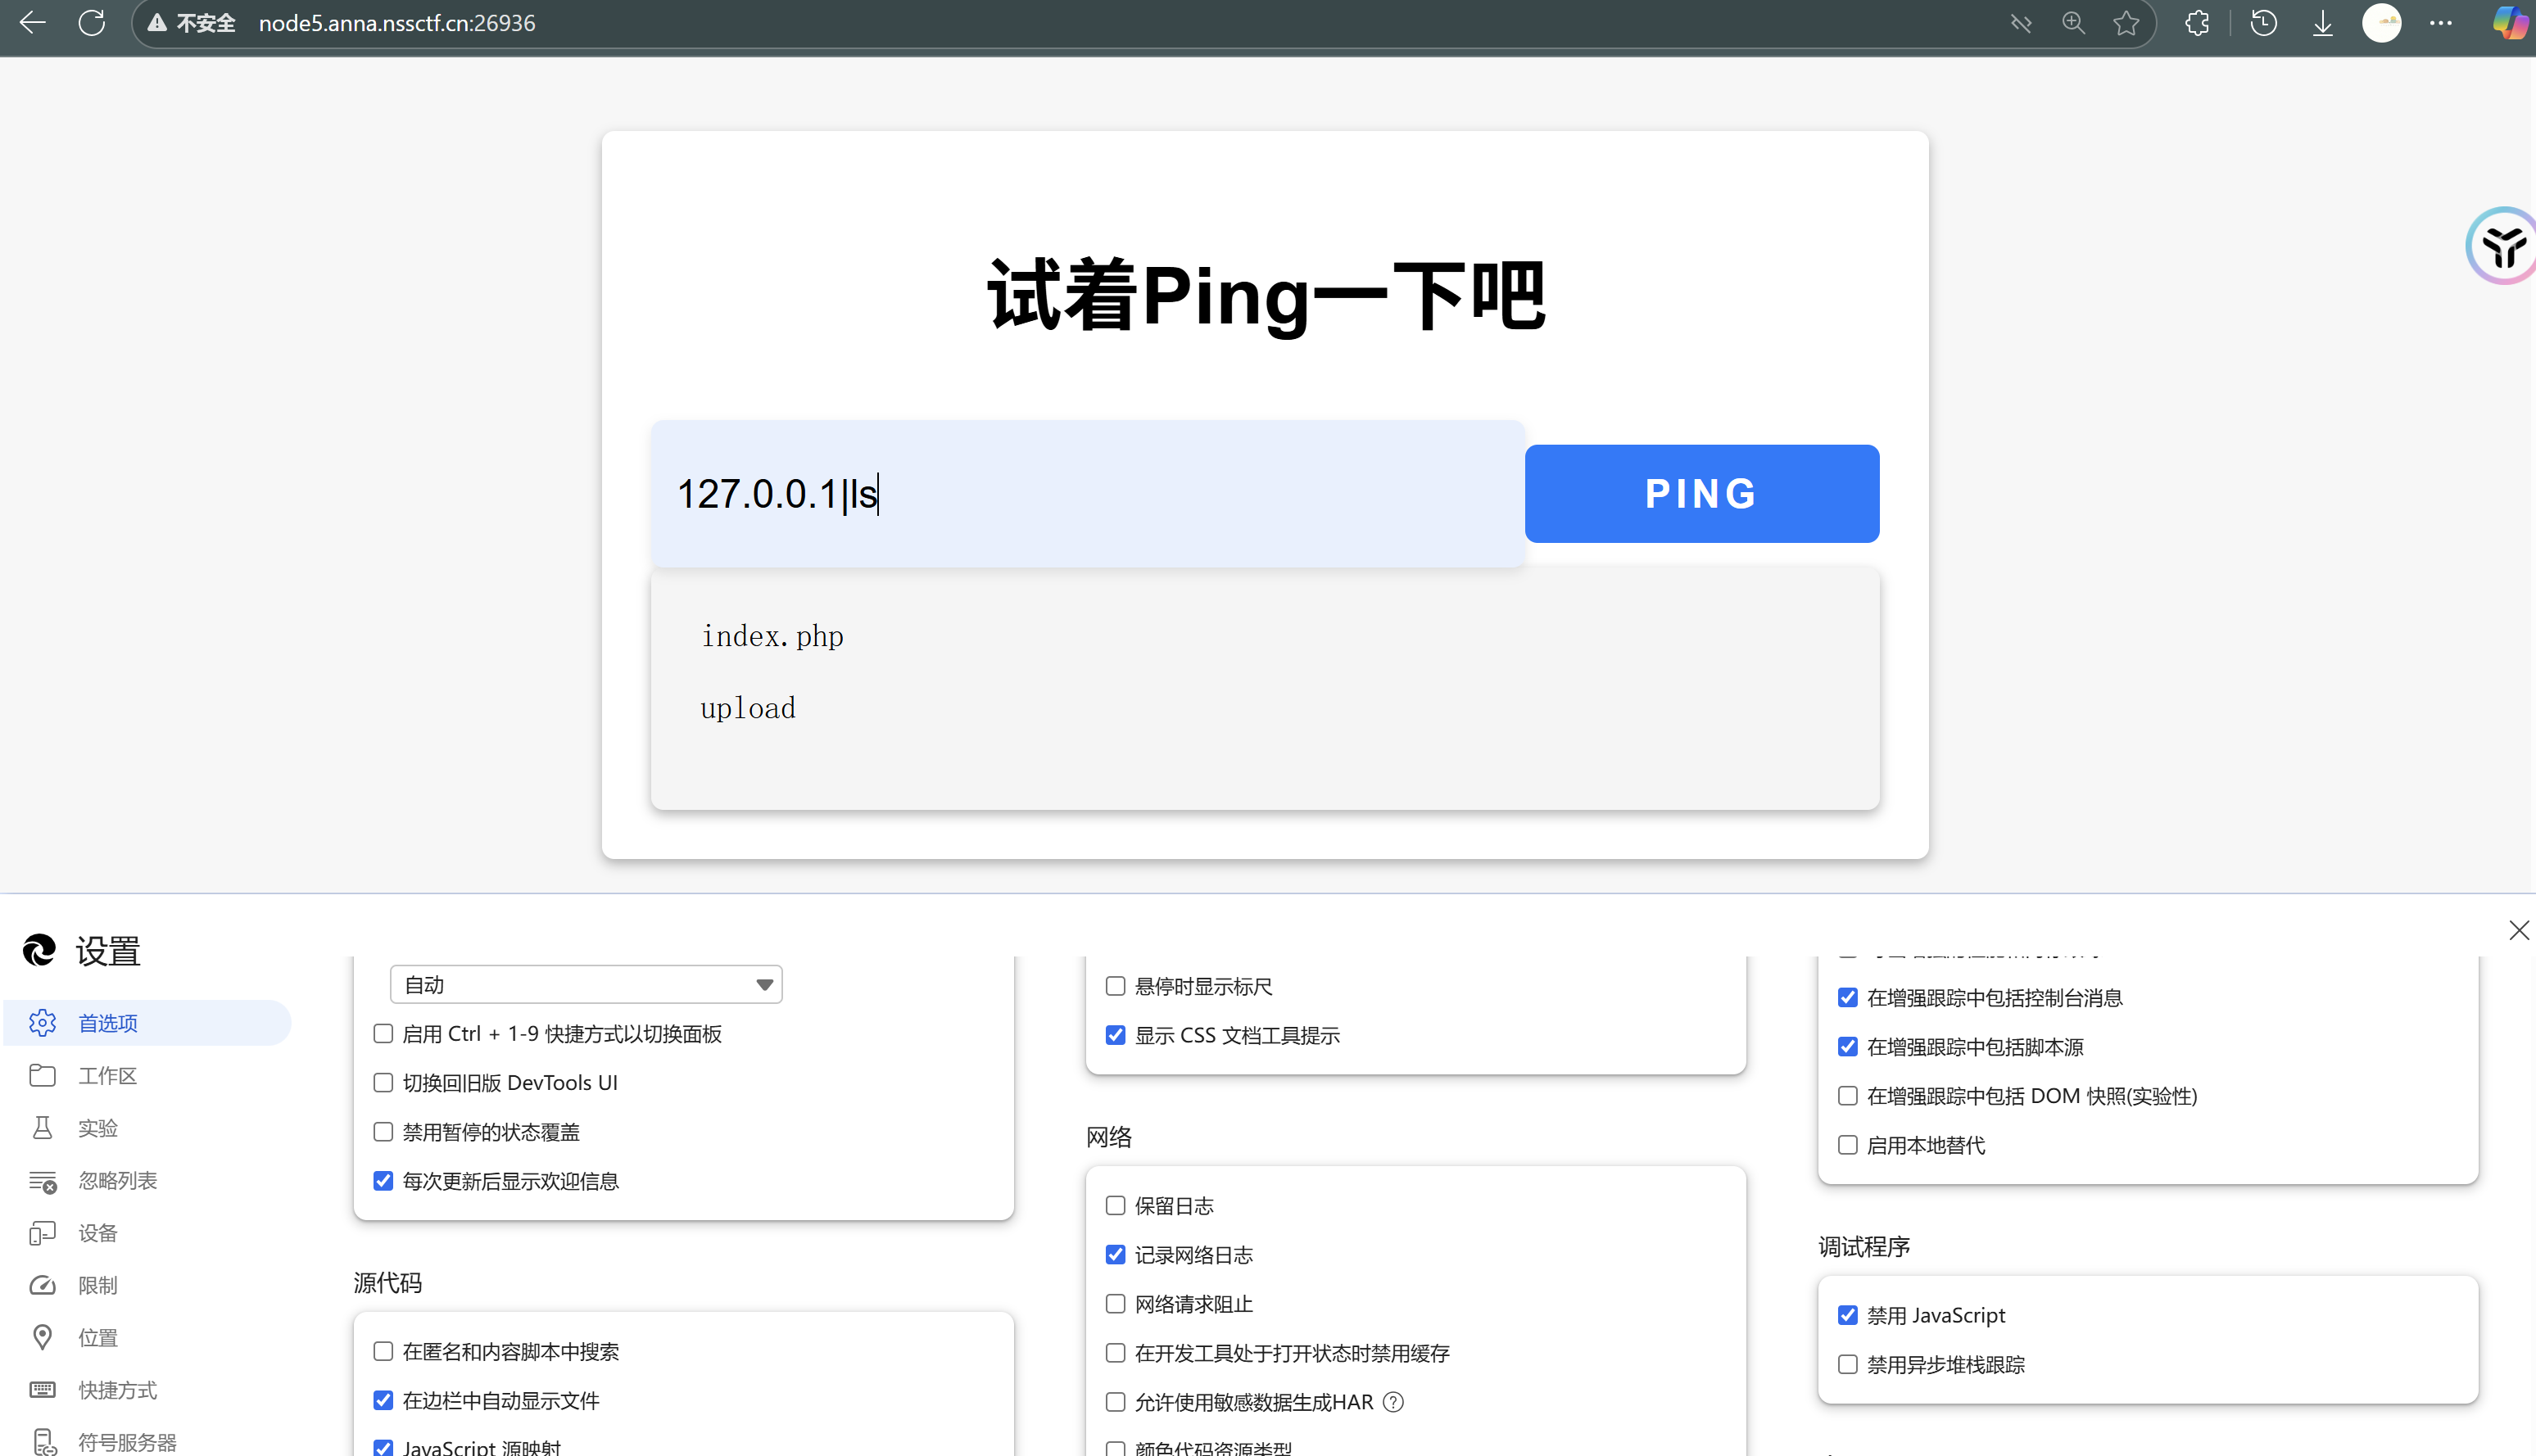 不安全 node5.anna.nssctf.cn:26936
试着Ping一下吧
127.0.0.1|ls
PING
index.php
upload
设置
首选项
工作区
实验
忽略列表
设备
限制
位置
快捷方式
符号服务器
自动
启用 Ctrl + 1-9 快捷方式以切换面板
切换回旧版 DevTools UI
禁用暂停的状态覆盖
每次更新后显示欢迎信息
源代码
在匿名和内容脚本中搜索
在边栏中自动显示文件
JavaScript 源映射
悬停时显示标尺
显示 CSS 文档工具提示
网络
保留日志
记录网络日志
网络请求阻止
在开发工具处于打开状态时禁用缓存
允许使用敏感数据生成HAR
颜色代码资源类型
在增强跟踪中包括控制台消息
在增强跟踪中包括脚本源
在增强跟踪中包括 DOM 快照(实验性)
启用本地替代
调试程序
禁用 JavaScript
禁用异步堆栈跟踪